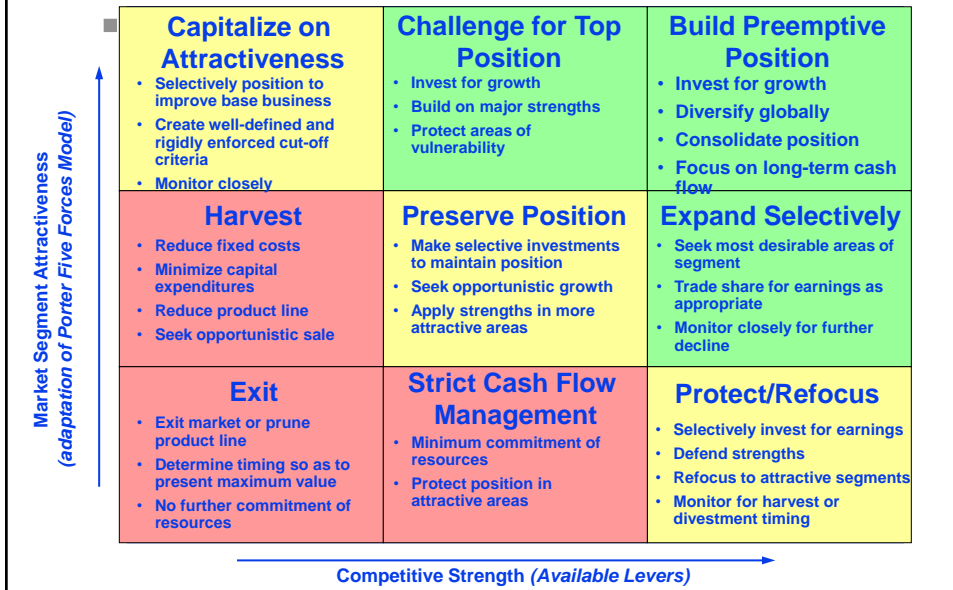 Capitalize on
Attractiveness
• Selectively position to
improve base business
• Create well-defined and
rigidly enforced cut-off
criteria
• Monitor closely
Challenge for Top
Position
• Invest for growth
• Build on major strengths
• Protect areas of
vulnerability
Build Preemptive
Position
• Invest for growth
• Diversify globally
• Consolidate position
• Focus on long-term cash
flow
Harvest
• Reduce fixed costs
• Minimize capital
expenditures
• Reduce product line
• Seek opportunistic sale
Preserve Position
• Make selective investments
to maintain position
• Seek opportunistic growth
• Apply strengths in more
attractive areas
Expand Selectively
• Seek most desirable areas of
segment
• Trade share for earnings as
appropriate
• Monitor closely for further
decline
Exit
• Exit market or prune
product line
• Determine timing so as to
present maximum value
• No further commitment of
resources
Strict Cash Flow
Management
• Minimum commitment of
resources
• Protect position in
attractive areas
Protect/Refocus
• Selectively invest for earnings
• Defend strengths
• Refocus to attractive segments
• Monitor for harvest or
divestment timing
Market Segment Attractiveness
(adaptation of Porter Five Forces Model)
Competitive Strength (Available Levers)